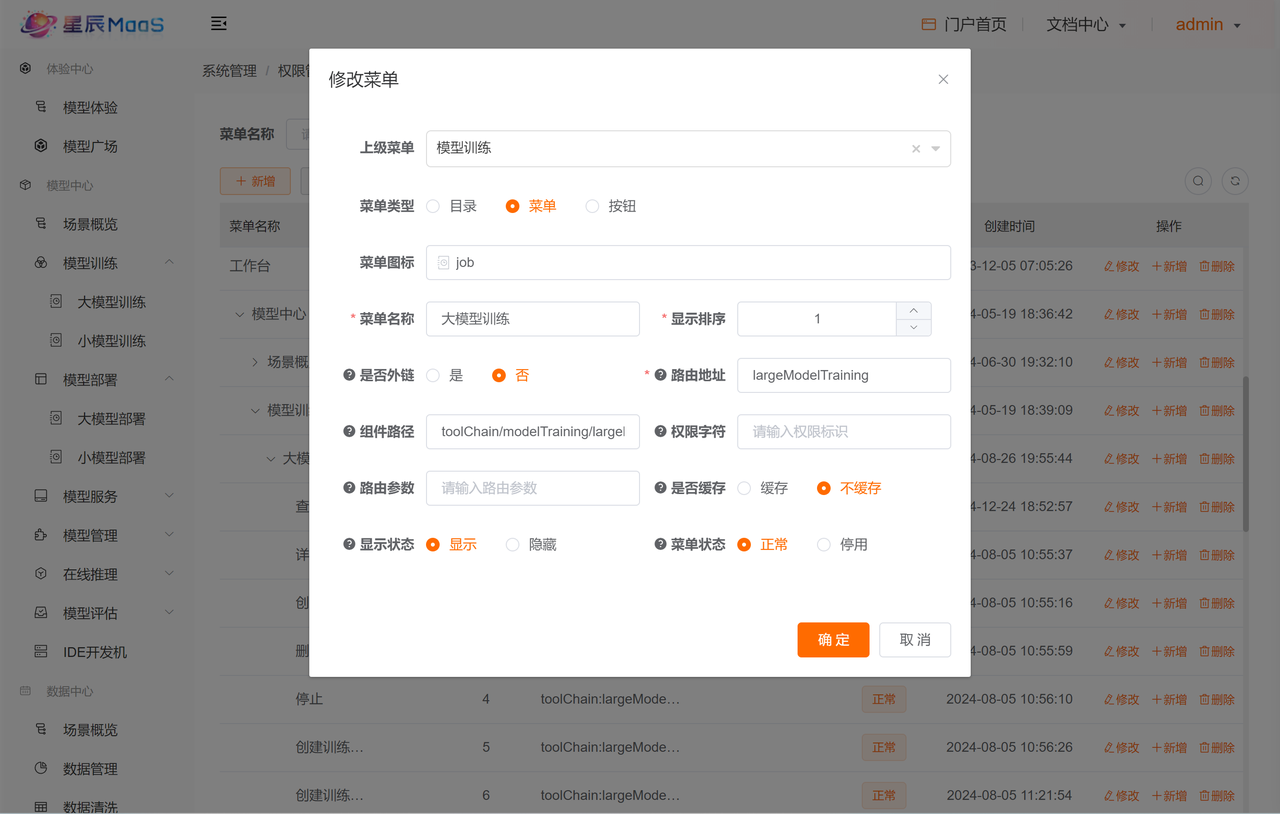 星辰MaaS
门户首页
文档中心
admin
体验中心
模型体验
模型广场
模型中心
场景概览
模型训练
大模型训练
小模型训练
模型部署
大模型部署
小模型部署
模型服务
模型管理
在线推理
模型评估
IDE开发机
数据中心
场景概览
数据管理
数据清洗
系统管理 / 权限
菜单名称
+ 新增
修改菜单
上级菜单 模型训练
菜单类型 目录 菜单 按钮
菜单图标 job
* 菜单名称 大模型训练 * 显示排序 1
是否外链 是 否 * 路由地址 largeModelTraining
组件路径 toolChain/modelTraining/large 权限字符 请输入权限标识
路由参数 请输入路由参数 是否缓存 缓存 不缓存
显示状态 显示 隐藏 菜单状态 正常 停用
确 定 取 消
菜单名称 创建时间 操作
工作台 3-12-05 07:05:26 修改 +新增 删除
模型中心 4-05-19 18:36:42 修改 +新增 删除
场景概 4-06-30 19:32:10 修改 +新增 删除
模型训 4-05-19 18:39:09 修改 +新增 删除
大模 4-08-26 19:55:44 修改 +新增 删除
查 4-12-24 18:52:57 修改 +新增 删除
详 4-08-05 10:55:37 修改 +新增 删除
创 4-08-05 10:55:16 修改 +新增 删除
删 4-08-05 10:55:59 修改 +新增 删除
停止 4 toolChain:largeMode... 正常 2024-08-05 10:56:10 修改 +新增 删除
创建训练... 5 toolChain:largeMode... 正常 2024-08-05 10:56:26 修改 +新增 删除
创建训练... 6 toolChain:largeMode... 正常 2024-08-05 11:21:54 修改 +新增 删除